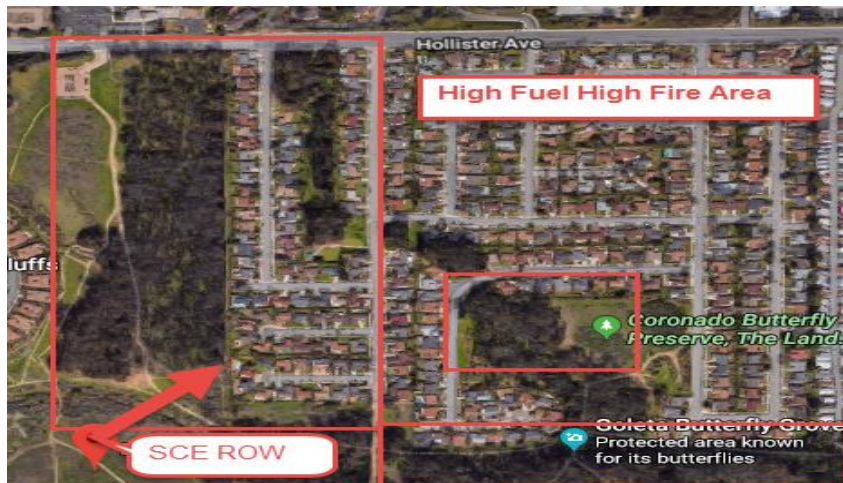 Hollister Ave
High Fuel High Fire Area
luffs
Coronado Butterfly
Preserve, The Land.
SCE ROW
Goleta Butterfly Grove
Protected area known
for its butterflies